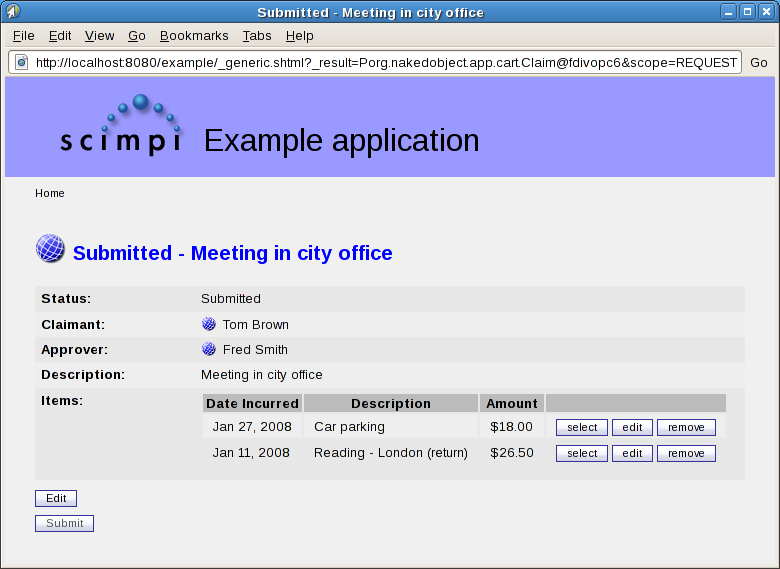 Submitted - Meeting in city office
File Edit View Go Bookmarks Tabs Help
http://localhost:8080/example/_generic.shtml?_result=Porg.nakedobject.app.cart.Claim@fdivopc6&scope=REQUEST Go
scimpi Example application
Home
Submitted - Meeting in city office
Status: Submitted
Claimant: Tom Brown
Approver: Fred Smith
Description: Meeting in city office
Items: Date Incurred Description Amount
Jan 27, 2008 Car parking $18.00 select edit remove
Jan 11, 2008 Reading - London (return) $26.50 select edit remove
Edit
Submit